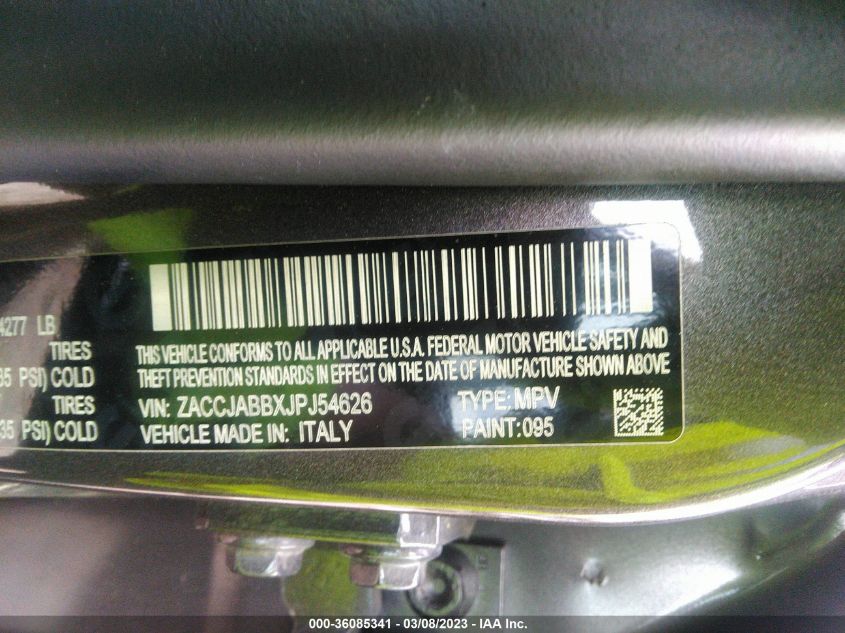 4277 LB
TIRES
35 PSI) COLD
TIRES
35 PSI) COLD
THIS VEHICLE CONFORMS TO ALL APPLICABLE U.S.A. FEDERAL MOTOR VEHICLE SAFETY AND
THEFT PREVENTION STANDARDS IN EFFECT ON THE DATE OF MANUFACTURE SHOWN ABOVE
VIN: ZACCJABBXJPJ54626 TYPE: MPV
VEHICLE MADE IN: ITALY PAINT:095
000-36085341 - 03/08/2023 - IAA Inc.